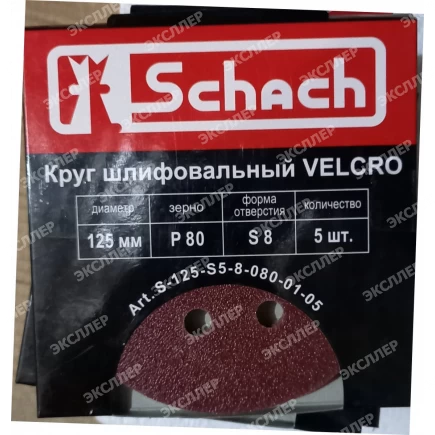 Schach
Круг шлифовальный VELCRO
диаметр зерно форма отверстия количество
125 мм P 80 S 8 5 шт.
Art. S-125-S5-8-080-01-05
ЭКСЛЛЕР